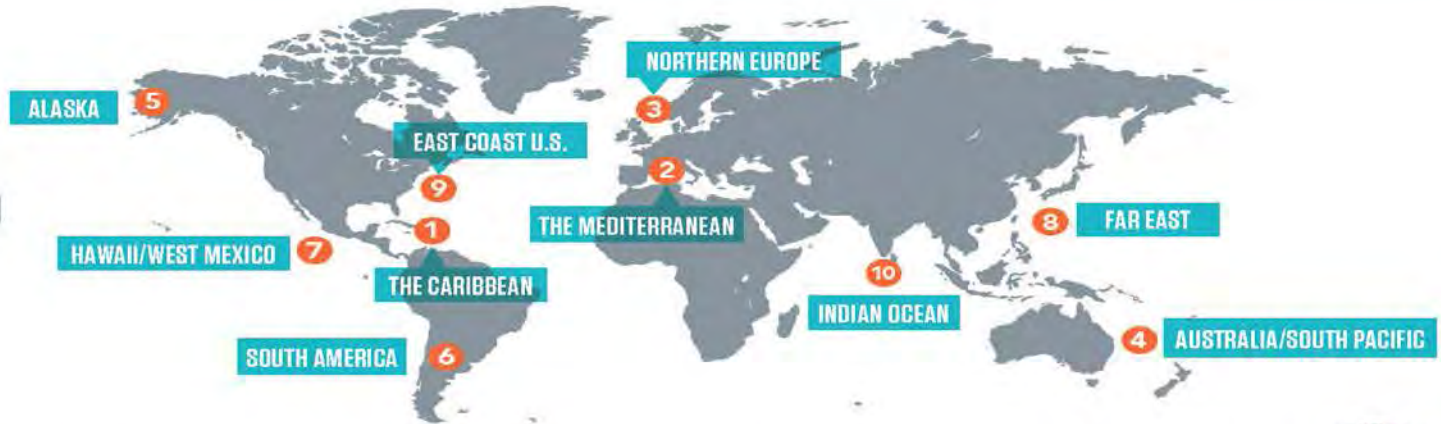 NORTHERN EUROPE
3
ALASKA
5
EAST COAST U.S.
9
2
THE MEDITERRANEAN
1
8
FAR EAST
HAWAII/WEST MEXICO
7
THE CARIBBEAN
10
INDIAN OCEAN
SOUTH AMERICA
6
4
AUSTRALIA/SOUTH PACIFIC